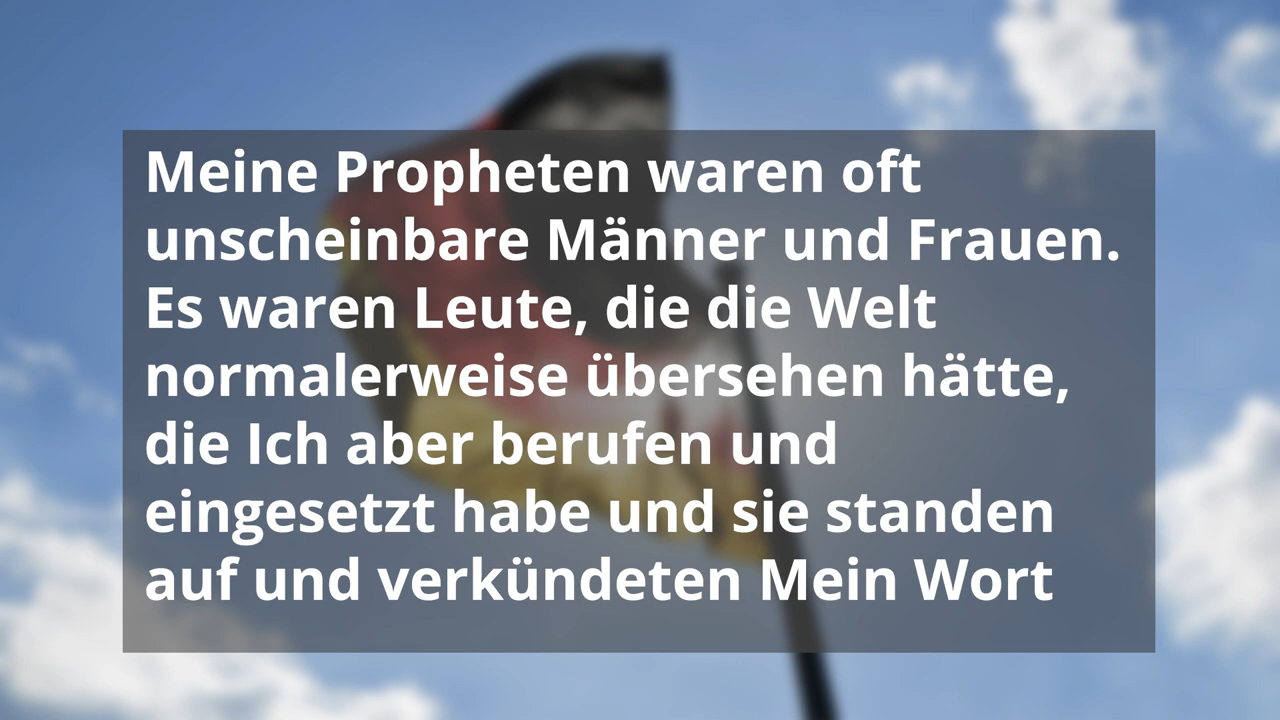 Meine Propheten waren oft
unscheinbare Männer und Frauen.
Es waren Leute, die die Welt
normalerweise übersehen hätte,
die Ich aber berufen und
eingesetzt habe und sie standen
auf und verkündeten Mein Wort